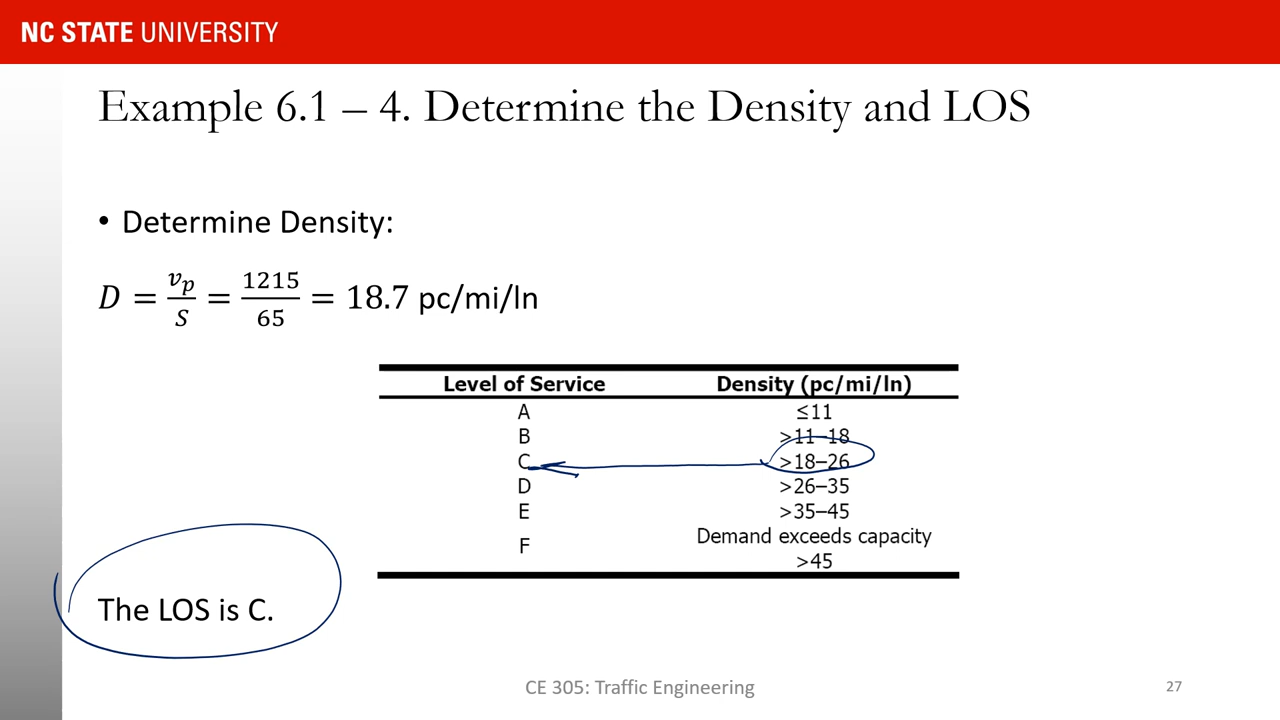 NC STATE UNIVERSITY
Example 6.1 – 4. Determine the Density and LOS
• Determine Density:
D = v_p/S = 1215/65 = 18.7 pc/mi/ln
Level of Service Density (pc/mi/ln)
A ≤11
B >11–18
C >18–26
D >26–35
E >35–45
F Demand exceeds capacity
>45
The LOS is C.
CE 305: Traffic Engineering 27